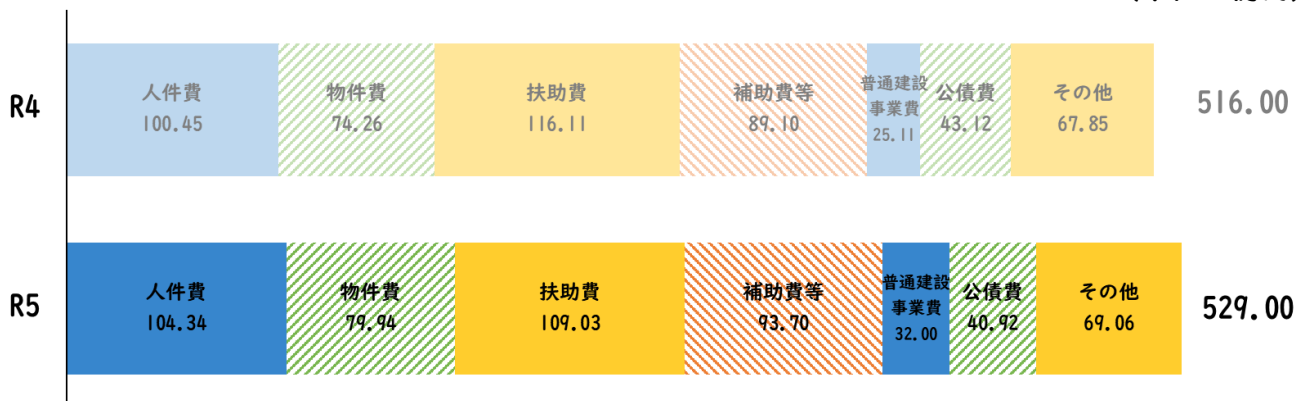 R4
人件費
100.45
物件費
74.26
扶助費
116.11
補助費等
89.10
普通建設
事業費
25.11
公債費
43.12
その他
67.85
516.00
R5
人件費
104.34
物件費
79.94
扶助費
109.03
補助費等
93.70
普通建設
事業費
32.00
公債費
40.92
その他
69.06
529.00